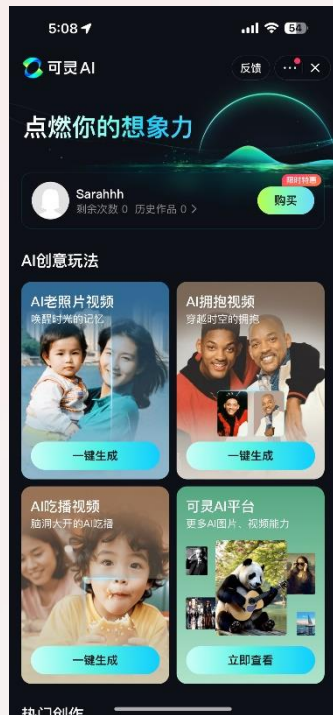 5:08
54
可灵AI
反馈
点燃你的想象力
限时特惠
Sarahhh
购买
剩余次数 0 历史作品 0
AI创意玩法
AI老照片视频
唤醒时光的记忆
一键生成
AI拥抱视频
穿越时空的拥抱
一键生成
AI吃播视频
脑洞大开的AI吃播
一键生成
可灵AI平台
更多AI图片、视频能力
立即查看
热门创作